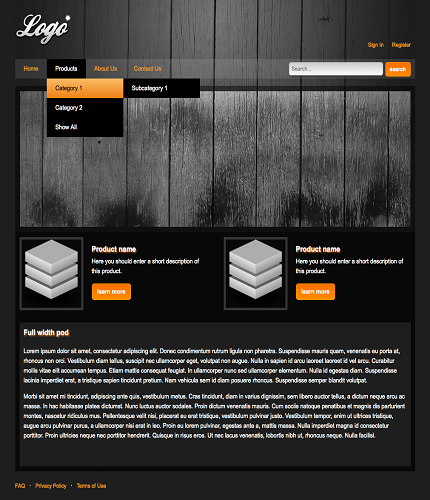 Logo
Sign In Register
Home Products About Us Contact Us Search... search
Category 1 Subcategory 1
Category 2
Show All
Product name Product name
Here you should enter a short description of Here you should enter a short description of
this product. this product.
learn more learn more
Full width pod
Lorem ipsum dolor sit amet, consectetur adipiscing elit. Donec condimentum rutrum ligula non pharetra. Suspendisse mauris quam, venenatis eu porta at,
rhoncus non orci. Vestibulum diam tellus, suscipit nec ullamcorper eget, volutpat non augue. Nulla in sapien id arcu laoreet laoreet id vel arcu. Curabitur
mollis vitae elit accumsan tempus. Etiam mattis consequat feugiat. In ullamcorper nunc sed ullamcorper elementum. Nulla id egestas diam. Suspendisse
lacinia imperdiet erat, a tristique sapien tincidunt pretium. Nam vehicula sem id diam posuere rhoncus. Suspendisse semper blandit volutpat.
Morbi sit amet mi tincidunt, adipiscing ante quis, vestibulum metus. Cras tincidunt, diam in varius dignissim, sem libero auctor tellus, a dictum neque arcu ac
massa. In hac habitasse platea dictumst. Nunc luctus auctor sodales. Proin dictum venenatis mauris. Cum sociis natoque penatibus et magnis dis parturient
montes, nascetur ridiculus mus. Pellentesque velit nisi, placerat eu erat tristique, vestibulum pulvinar justo. Vestibulum tempor, enim ut ultrices tristique,
augue arcu pulvinar purus, a ullamcorper nisi erat in leo. Proin eu lorem pulvinar, egestas ante a, mattis massa. Nulla imperdiet magna id consectetur
porttitor. Proin ultricies neque nec porttitor hendrerit. Quisque in risus eros. Ut nec lacus venenatis, lobortis nibh ut, rhoncus neque. Nulla facilisi.
FAQ - Privacy Policy - Terms of Use